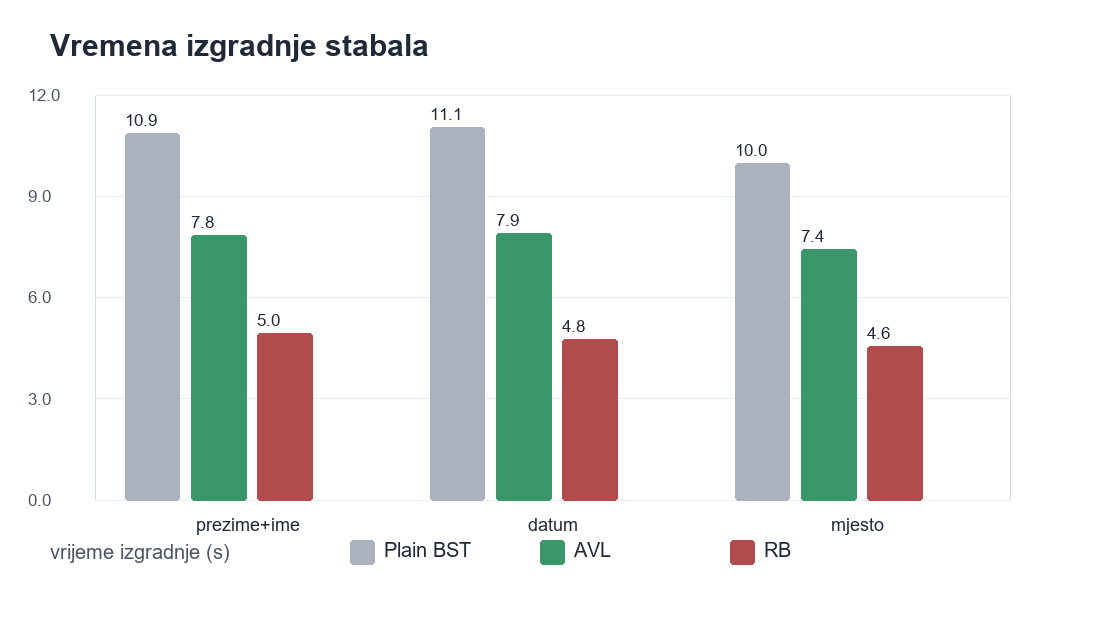 Vremena izgradnje stabala
12.0
9.0
6.0
3.0
0.0
10.9
7.8
5.0
11.1
7.9
4.8
10.0
7.4
4.6
prezime+ime
datum
mjesto
vrijeme izgradnje (s)
Plain BST
AVL
RB